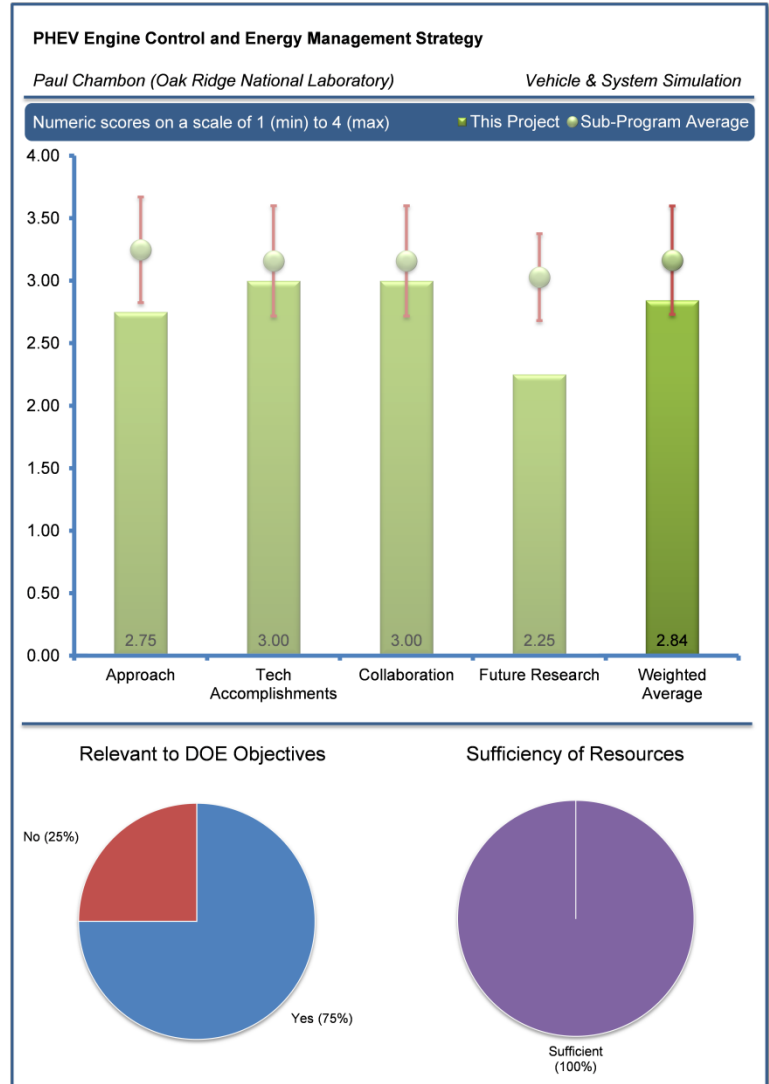 PHEV Engine Control and Energy Management Strategy
Paul Chambon (Oak Ridge National Laboratory) Vehicle & System Simulation
Numeric scores on a scale of 1 (min) to 4 (max) This Project Sub-Program Average
4.00
3.50
3.00
2.50
2.00
1.50
1.00
0.50
0.00
2.75 3.00 3.00 2.25 2.84
Approach Tech Collaboration Future Research Weighted
Accomplishments Average
Relevant to DOE Objectives Sufficiency of Resources
No (25%)
Yes (75%)
Sufficient
(100%)